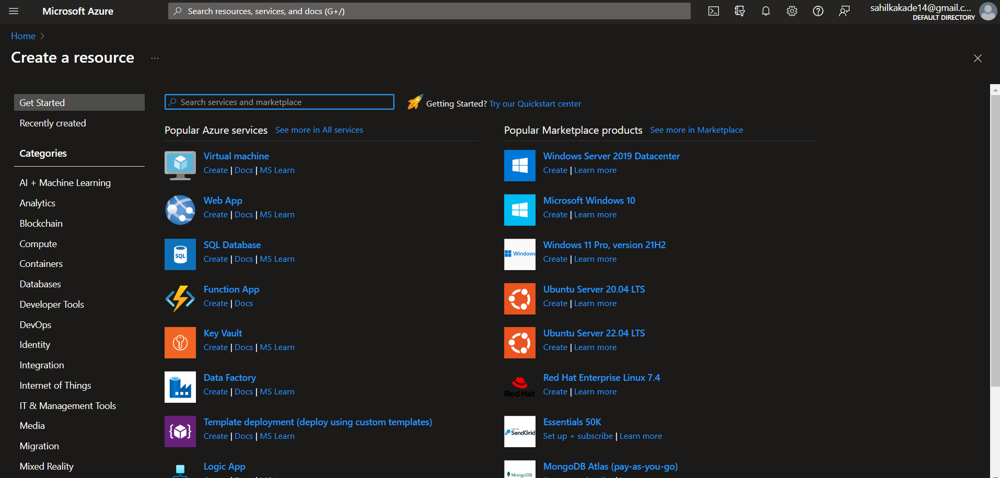 Microsoft Azure
Search resources, services, and docs (G+/)
sahilkakade14@gmail.c...
DEFAULT DIRECTORY
Home
Create a resource
...
Get Started
Recently created
Categories
AI + Machine Learning
Analytics
Blockchain
Compute
Containers
Databases
Developer Tools
DevOps
Identity
Integration
Internet of Things
IT & Management Tools
Media
Migration
Mixed Reality
Search services and marketplace
Getting Started? Try our Quickstart center
Popular Azure services See more in All services
Virtual machine
Create | Docs | MS Learn
Web App
Create | Docs | MS Learn
SQL
SQL Database
Create | Docs | MS Learn
Function App
Create | Docs
Key Vault
Create | Docs | MS Learn
Data Factory
Create | Docs | MS Learn
Template deployment (deploy using custom templates)
Create | Docs | MS Learn
Logic App
Popular Marketplace products See more in Marketplace
Windows Server 2019 Datacenter
Create | Learn more
Microsoft Windows 10
Create | Learn more
Windows
Windows 11 Pro, version 21H2
Create | Learn more
Ubuntu Server 20.04 LTS
Create | Learn more
Ubuntu Server 22.04 LTS
Create | Learn more
Red Hat
Red Hat Enterprise Linux 7.4
Create | Learn more
SendGrid
Essentials 50K
Set up + subscribe | Learn more
MongoDB.
MongoDB Atlas (pay-as-you-go)